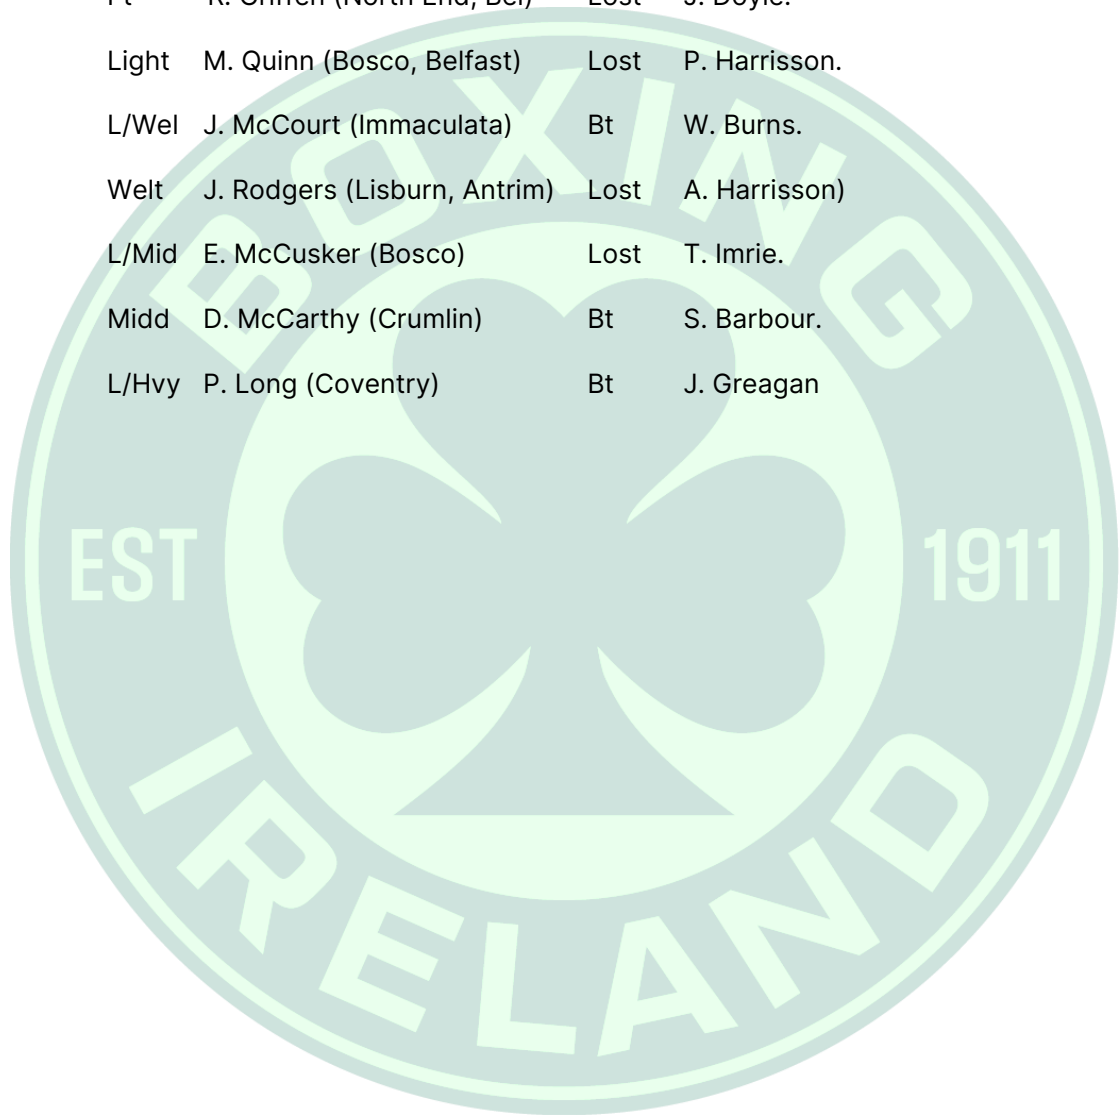 Light M. Quinn (Bosco, Belfast) Lost P. Harrisson.
L/Wel J. McCourt (Immaculata) Bt W. Burns.
Welt J. Rodgers (Lisburn, Antrim) Lost A. Harrisson)
L/Mid E. McCusker (Bosco) Lost T. Imrie.
Midd D. McCarthy (Crumlin) Bt S. Barbour.
L/Hvy P. Long (Coventry) Bt J. Greagan
BOXING
EST 1911
IRELAND